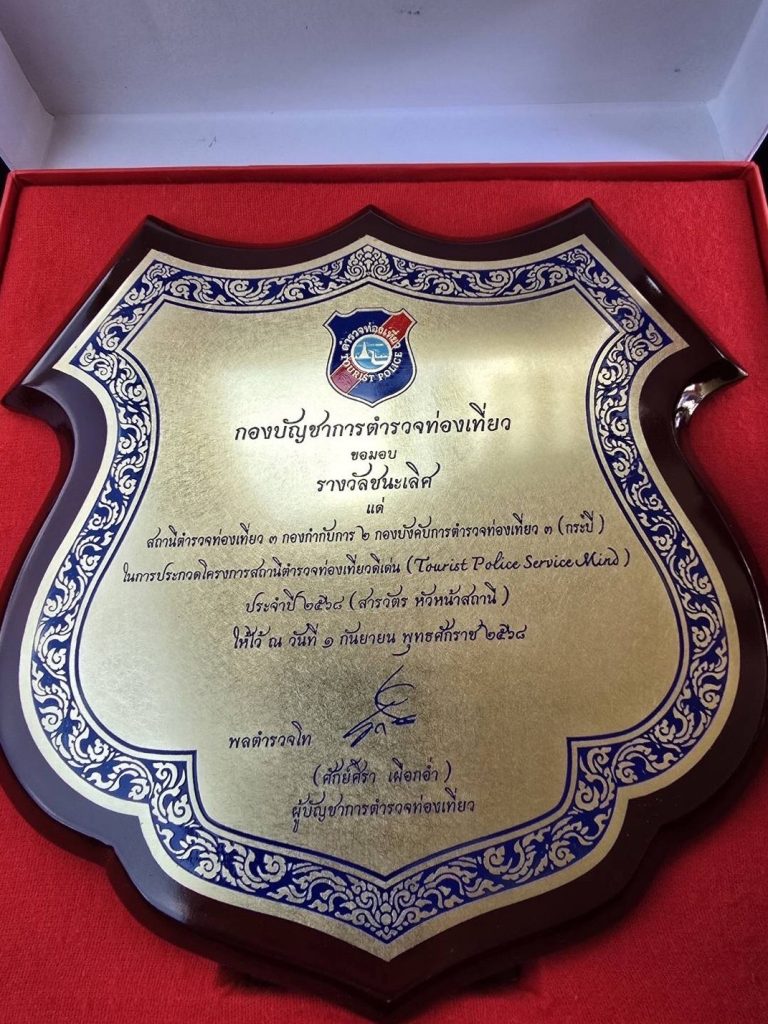 ตำรวจท่องเที่ยว
TOURIST POLICE
กองบัญชาการตำรวจท่องเที่ยว
ขอมอบ
รางวัลชนะเลิศ
แด่
สถานีตำรวจท่องเที่ยว ๓ กองกำกับการ ๒ กองบังคับการตำรวจท่องเที่ยว ๓ (กระบี่)
ในการประกวดโครงการสถานีตำรวจท่องเที่ยวดีเด่น (Tourist Police Service Mind)
ประจำปี ๒๕๖๘ (สารวัตร หัวหน้าสถานี)
ให้ไว้ ณ วันที่ ๑ กันยายน พุทธศักราช ๒๕๖๘
พลตำรวจโท
(ศักย์ศิรา เผือกอ่ำ)
ผู้บัญชาการตำรวจท่องเที่ยว